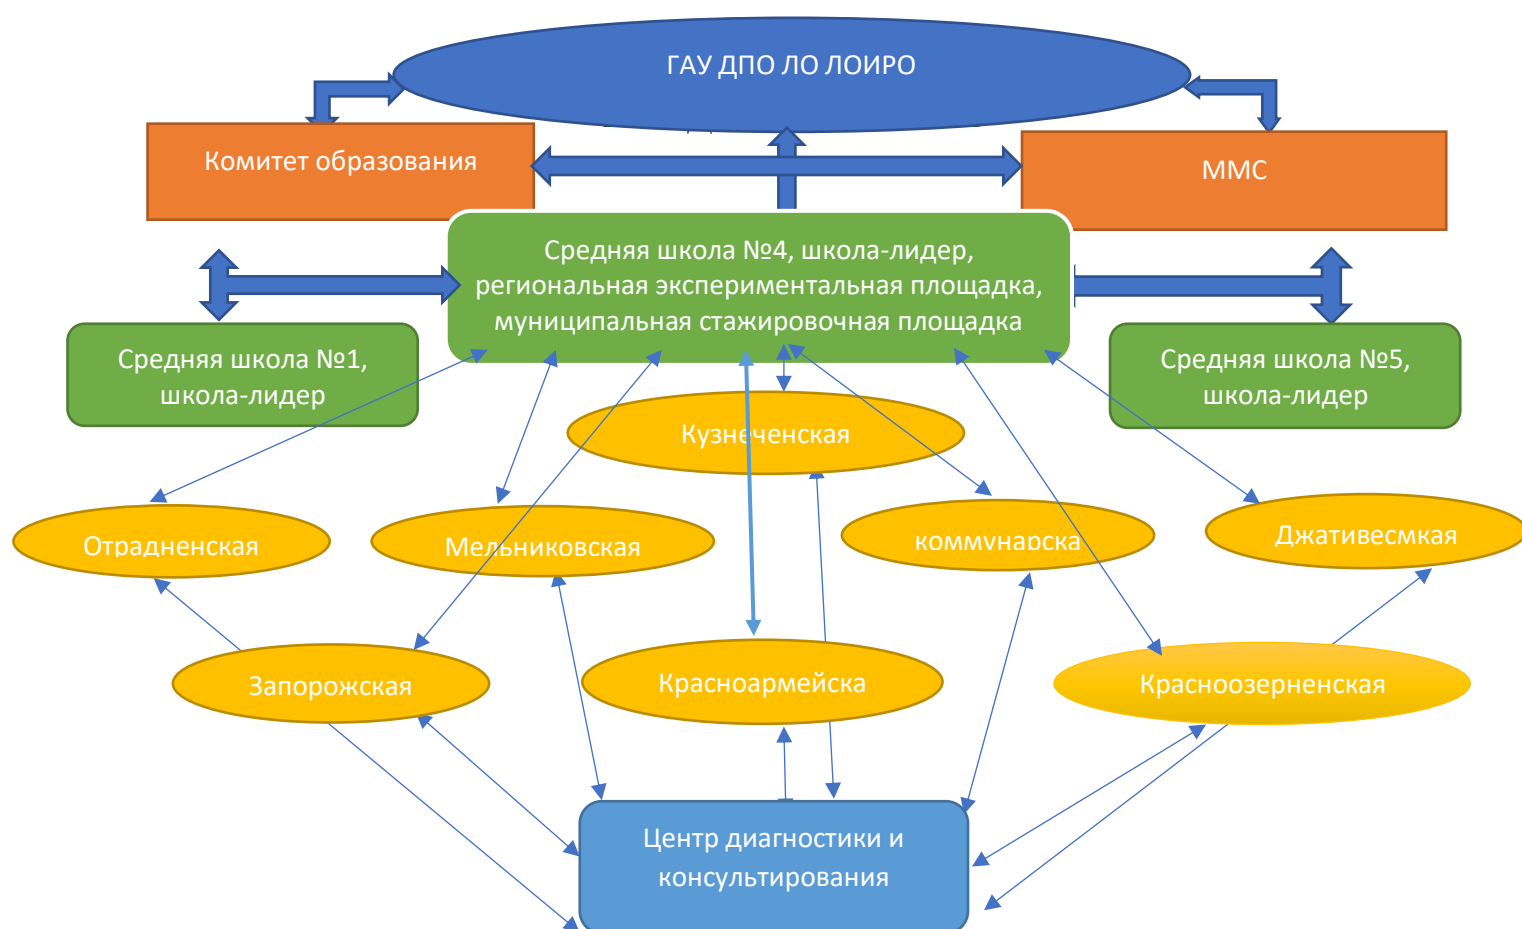 ГАУ ДПО ЛО ЛОИРО
Комитет образования
ММС
Средняя школа №4, школа-лидер,
региональная экспериментальная площадка,
муниципальная стажировочная площадка
Средняя школа №1,
школа-лидер
Средняя школа №5,
школа-лидер
Кузнеченская
Отрадненская
Мельниковская
коммунарска
Джативесмкая
Запорожская
Красноармейска
Красноозерненская
Центр диагностики и
консультирования